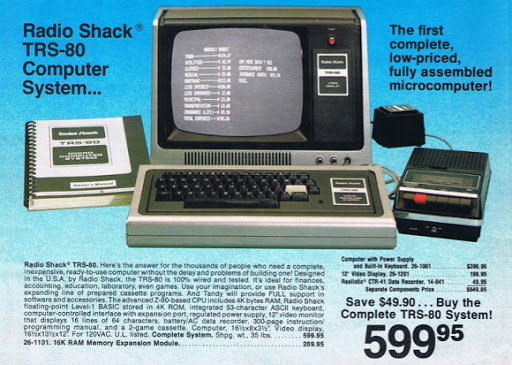 Radio Shack®
TRS-80
Computer
System...
The first
complete,
low-priced,
fully assembled
microcomputer!
MONTHLY BUDGET
Radio Shack
TRS-80
MICRO
COMPUTER
SYSTEM
Owner's Manual
Radio Shack
Radio Shack® TRS-80. Here's the answer for the thousands of people who need a complete,
inexpensive, ready-to-use computer without the delay and problems of building one! Designed
in the U.S.A. by Radio Shack, the TRS-80 is 100% wired and tested. It's ideal for finances,
accounting, education, laboratory, even games. Use your imagination, or use Radio Shack's
expanding line of prepared cassette programs. And Tandy will provide FULL support in
software and accessories. The advanced Z-80-based CPU includes 4K bytes RAM, Radio Shack
floating-point Level-1 BASIC stored in 4K ROM, integrated 53-character ASCII keyboard,
computer-controlled interface with expansion port, regulated power supply, 12" video monitor
that displays 16 lines of 64 characters, battery/AC data recorder, 300-page instruction/
programming manual, and a 2-game cassette. Computer, 16½x8x3½". Video display,
16½x13½x12". For 120VAC. U.L. listed. Complete System. Shpg. wt., 35 lbs. ...... 599.95
26-1101. 16K RAM Memory Expansion Module ...... 289.95
Computer with Power Supply
and Built-in Keyboard. 26-1001 ...... $399.95
12" Video Display. 26-1201 ...... 199.95
Realistic® CTR-41 Data Recorder. 14-841 ...... 49.95
Separate Components Price ...... $649.85
Save $49.90... Buy the
Complete TRS-80 System!
599⁹⁵